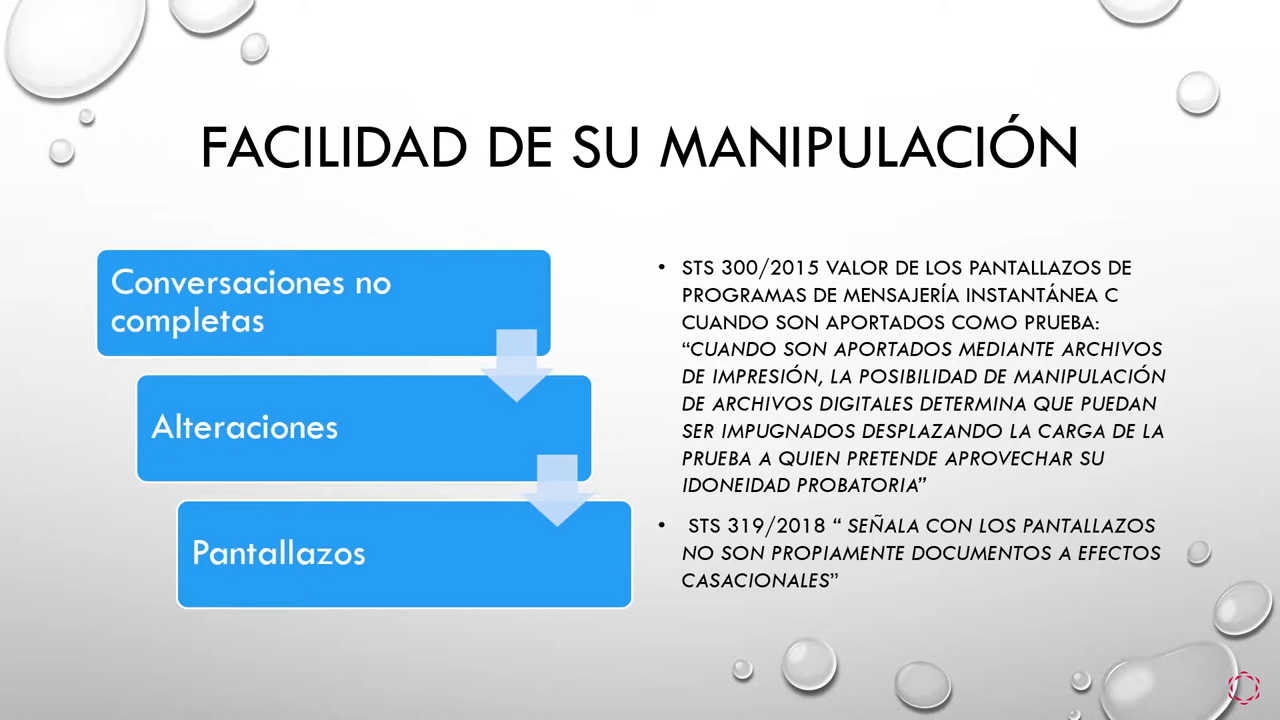 FACILIDAD DE SU MANIPULACIÓN
Conversaciones no
completas
Alteraciones
Pantallazos
• STS 300/2015 VALOR DE LOS PANTALLAZOS DE
PROGRAMAS DE MENSAJERÍA INSTANTÁNEA C
CUANDO SON APORTADOS COMO PRUEBA:
“CUANDO SON APORTADOS MEDIANTE ARCHIVOS
DE IMPRESIÓN, LA POSIBILIDAD DE MANIPULACIÓN
DE ARCHIVOS DIGITALES DETERMINA QUE PUEDAN
SER IMPUGNADOS DESPLAZANDO LA CARGA DE LA
PRUEBA A QUIEN PRETENDE APROVECHAR SU
IDONEIDAD PROBATORIA”
• STS 319/2018 “ SEÑALA CON LOS PANTALLAZOS
NO SON PROPIAMENTE DOCUMENTOS A EFECTOS
CASACIONALES”